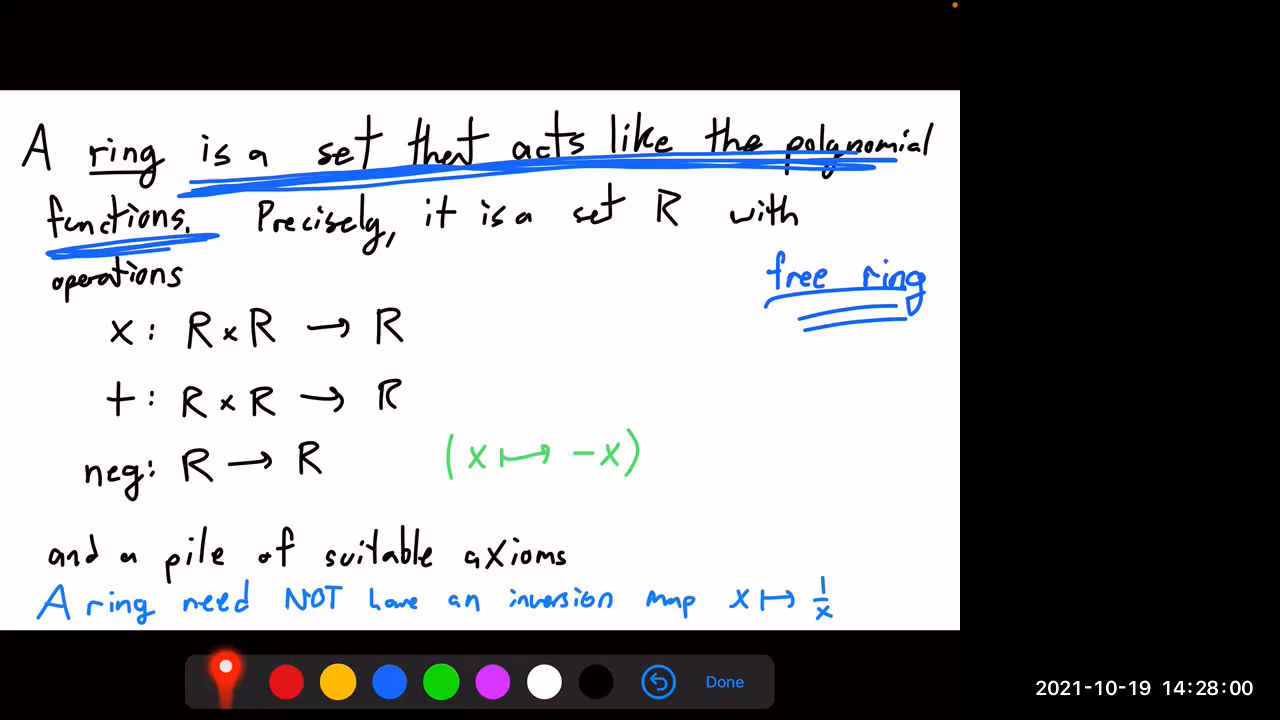 A ring is a set that acts like the polynomial
functions. Precisely, it is a set R with
operations
free ring
×: R × R → R
+: R × R → R
neg: R → R (x ↦ -x)
and a pile of suitable axioms
A ring need NOT have an inversion map x ↦ 1/x
Done
2021-10-19 14:28:00